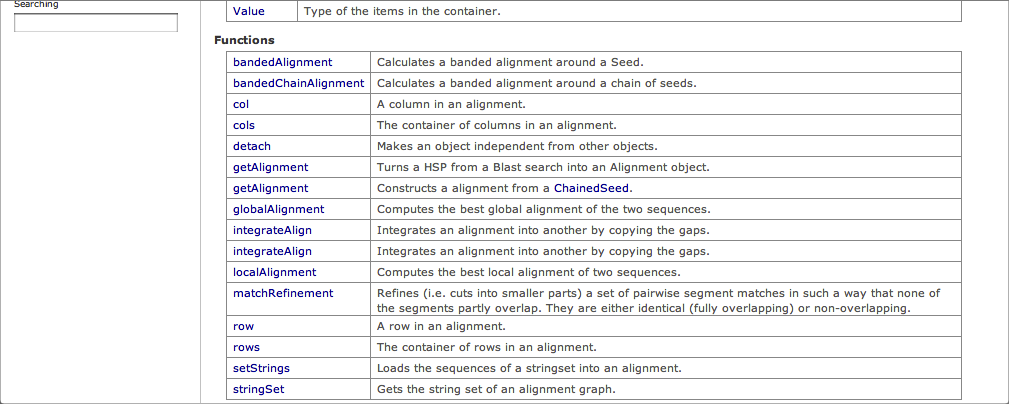 Searching
Value Type of the items in the container.
Functions
bandedAlignment Calculates a banded alignment around a Seed.
bandedChainAlignment Calculates a banded alignment around a chain of seeds.
col A column in an alignment.
cols The container of columns in an alignment.
detach Makes an object independent from other objects.
getAlignment Turns a HSP from a Blast search into an Alignment object.
getAlignment Constructs a alignment from a ChainedSeed.
globalAlignment Computes the best global alignment of the two sequences.
integrateAlign Integrates an alignment into another by copying the gaps.
integrateAlign Integrates an alignment into another by copying the gaps.
localAlignment Computes the best local alignment of two sequences.
matchRefinement Refines (i.e. cuts into smaller parts) a set of pairwise segment matches in such a way that none of
the segments partly overlap. They are either identical (fully overlapping) or non-overlapping.
row A row in an alignment.
rows The container of rows in an alignment.
setStrings Loads the sequences of a stringset into an alignment.
stringSet Gets the string set of an alignment graph.